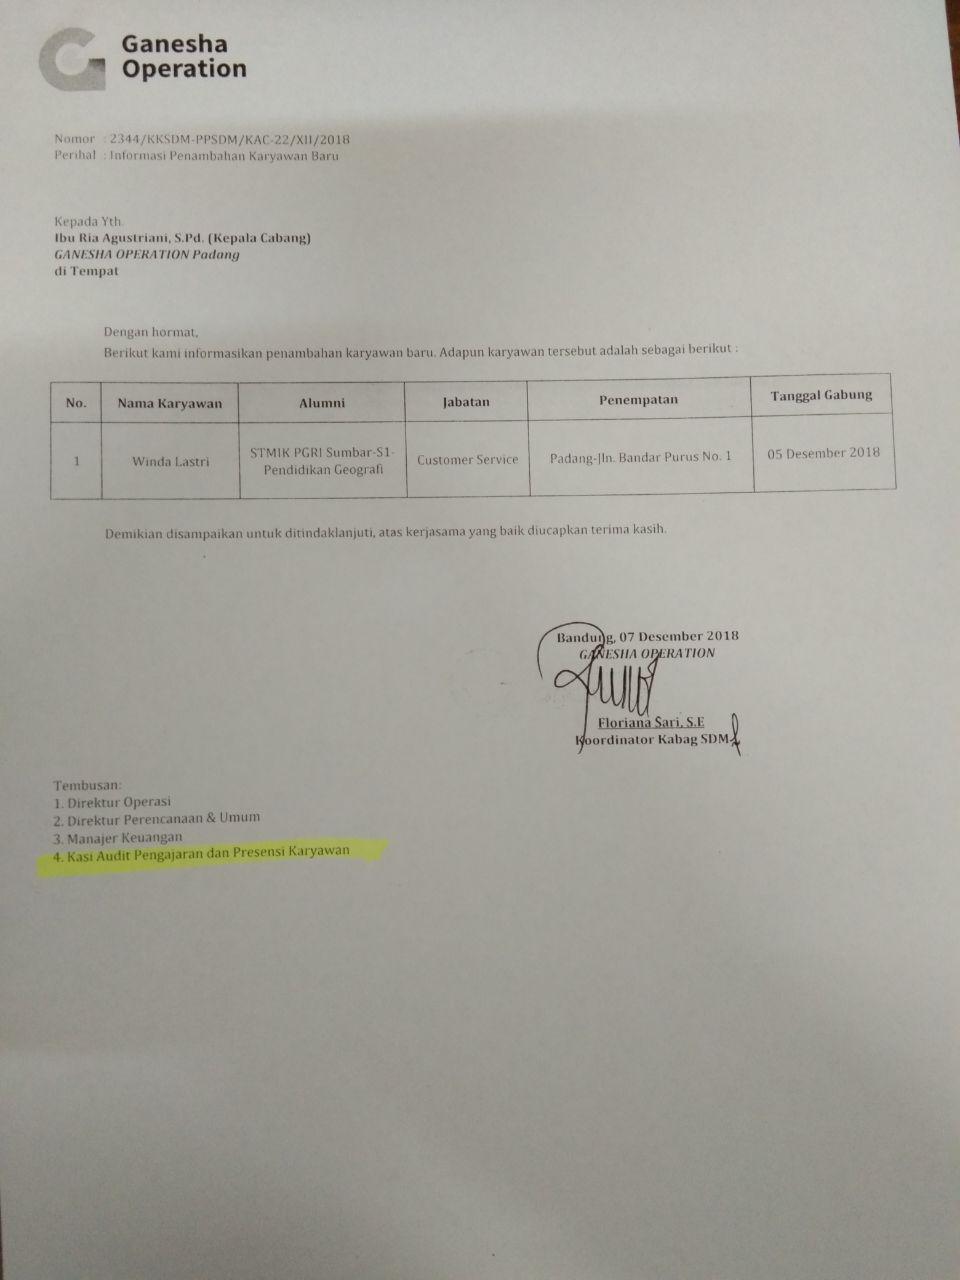 Ganesha
Operation
Nomor : 2344/KKSDM-PPSDM/KAC-22/XII/2018
Perihal : Informasi Penambahan Karyawan Baru
Kepada Yth.
Ibu Ria Agustriani, S.Pd. (Kepala Cabang)
GANESHA OPERATION Padang
di Tempat
Dengan hormat,
Berikut kami informasikan penambahan karyawan baru. Adapun karyawan tersebut adalah sebagai berikut :
No. Nama Karyawan Alumni Jabatan Penempatan Tanggal Gabung
1 Winda Lastri STMIK PGRI Sumbar-S1- Customer Service Padang-Jln. Bandar Purus No. 1 05 Desember 2018
Pendidikan Geografi
Demikian disampaikan untuk ditindaklanjuti, atas kerjasama yang baik diucapkan terima kasih.
Bandung, 07 Desember 2018
GANESHA OPERATION
Floriana Sari, S.E
Koordinator Kabag SDM
Tembusan:
1. Direktur Operasi
2. Direktur Perencanaan & Umum
3. Manajer Keuangan
4. Kasi Audit Pengajaran dan Presensi Karyawan